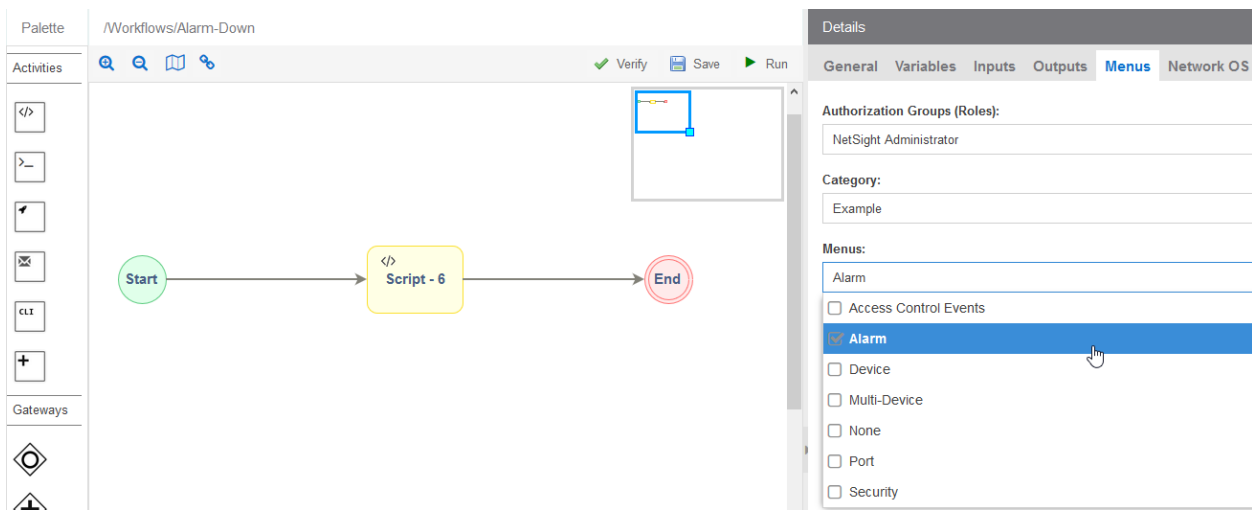 Palette
/Workflows/Alarm-Down
Details
Activities
Verify
Save
Run
General Variables Inputs Outputs Menus Network OS
</>
>_
CLI
Gateways
Start
</>
Script - 6
End
Authorization Groups (Roles):
NetSight Administrator
Category:
Example
Menus:
Alarm
Access Control Events
Alarm
Device
Multi-Device
None
Port
Security